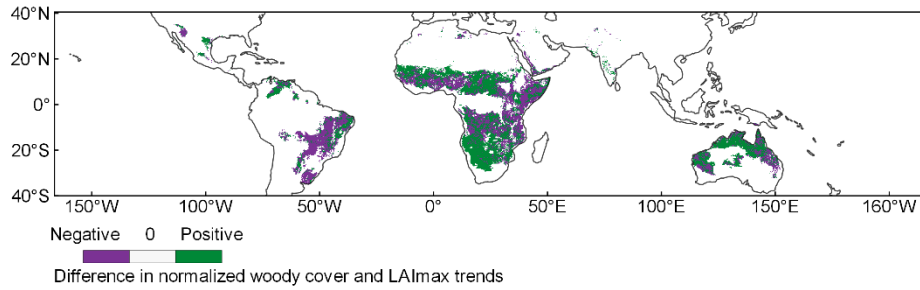 40°N
20°N
0°
20°S
40°S
150°W 100°W 50°W 0° 50°E 100°E 150°E 160°W
Negative 0 Positive
Difference in normalized woody cover and LAImax trends